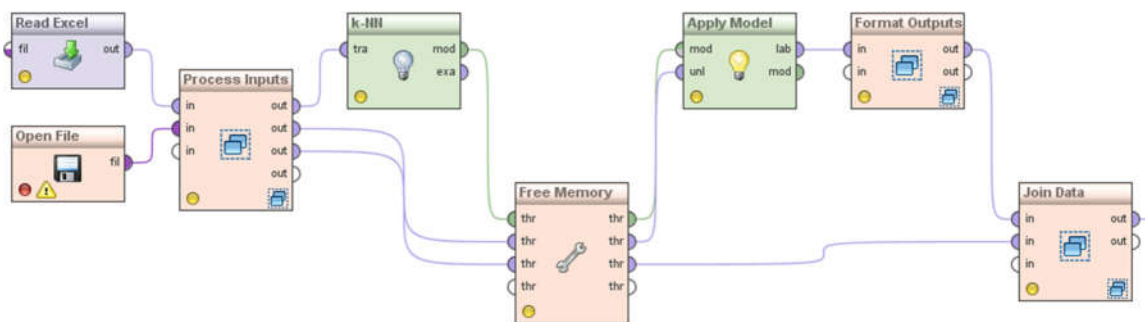 Read Excel
fil out
Open File
fil
Process Inputs
in out
in out
in out
out
k-NN
tra mod
exa
Free Memory
thr thr
thr thr
thr thr
thr thr
Apply Model
mod lab
unl mod
Format Outputs
in out
in out
Join Data
in out
in out
in